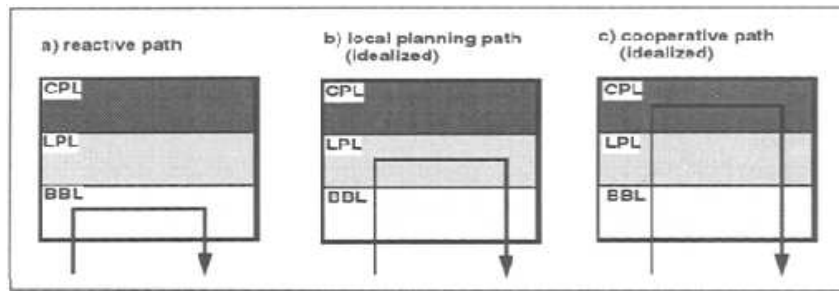 a) reactive path
CPL
LPL
BBL
b) local planning path
(idealized)
CPL
LPL
BBL
c) cooperative path
(idealized)
CPL
LPL
BBL